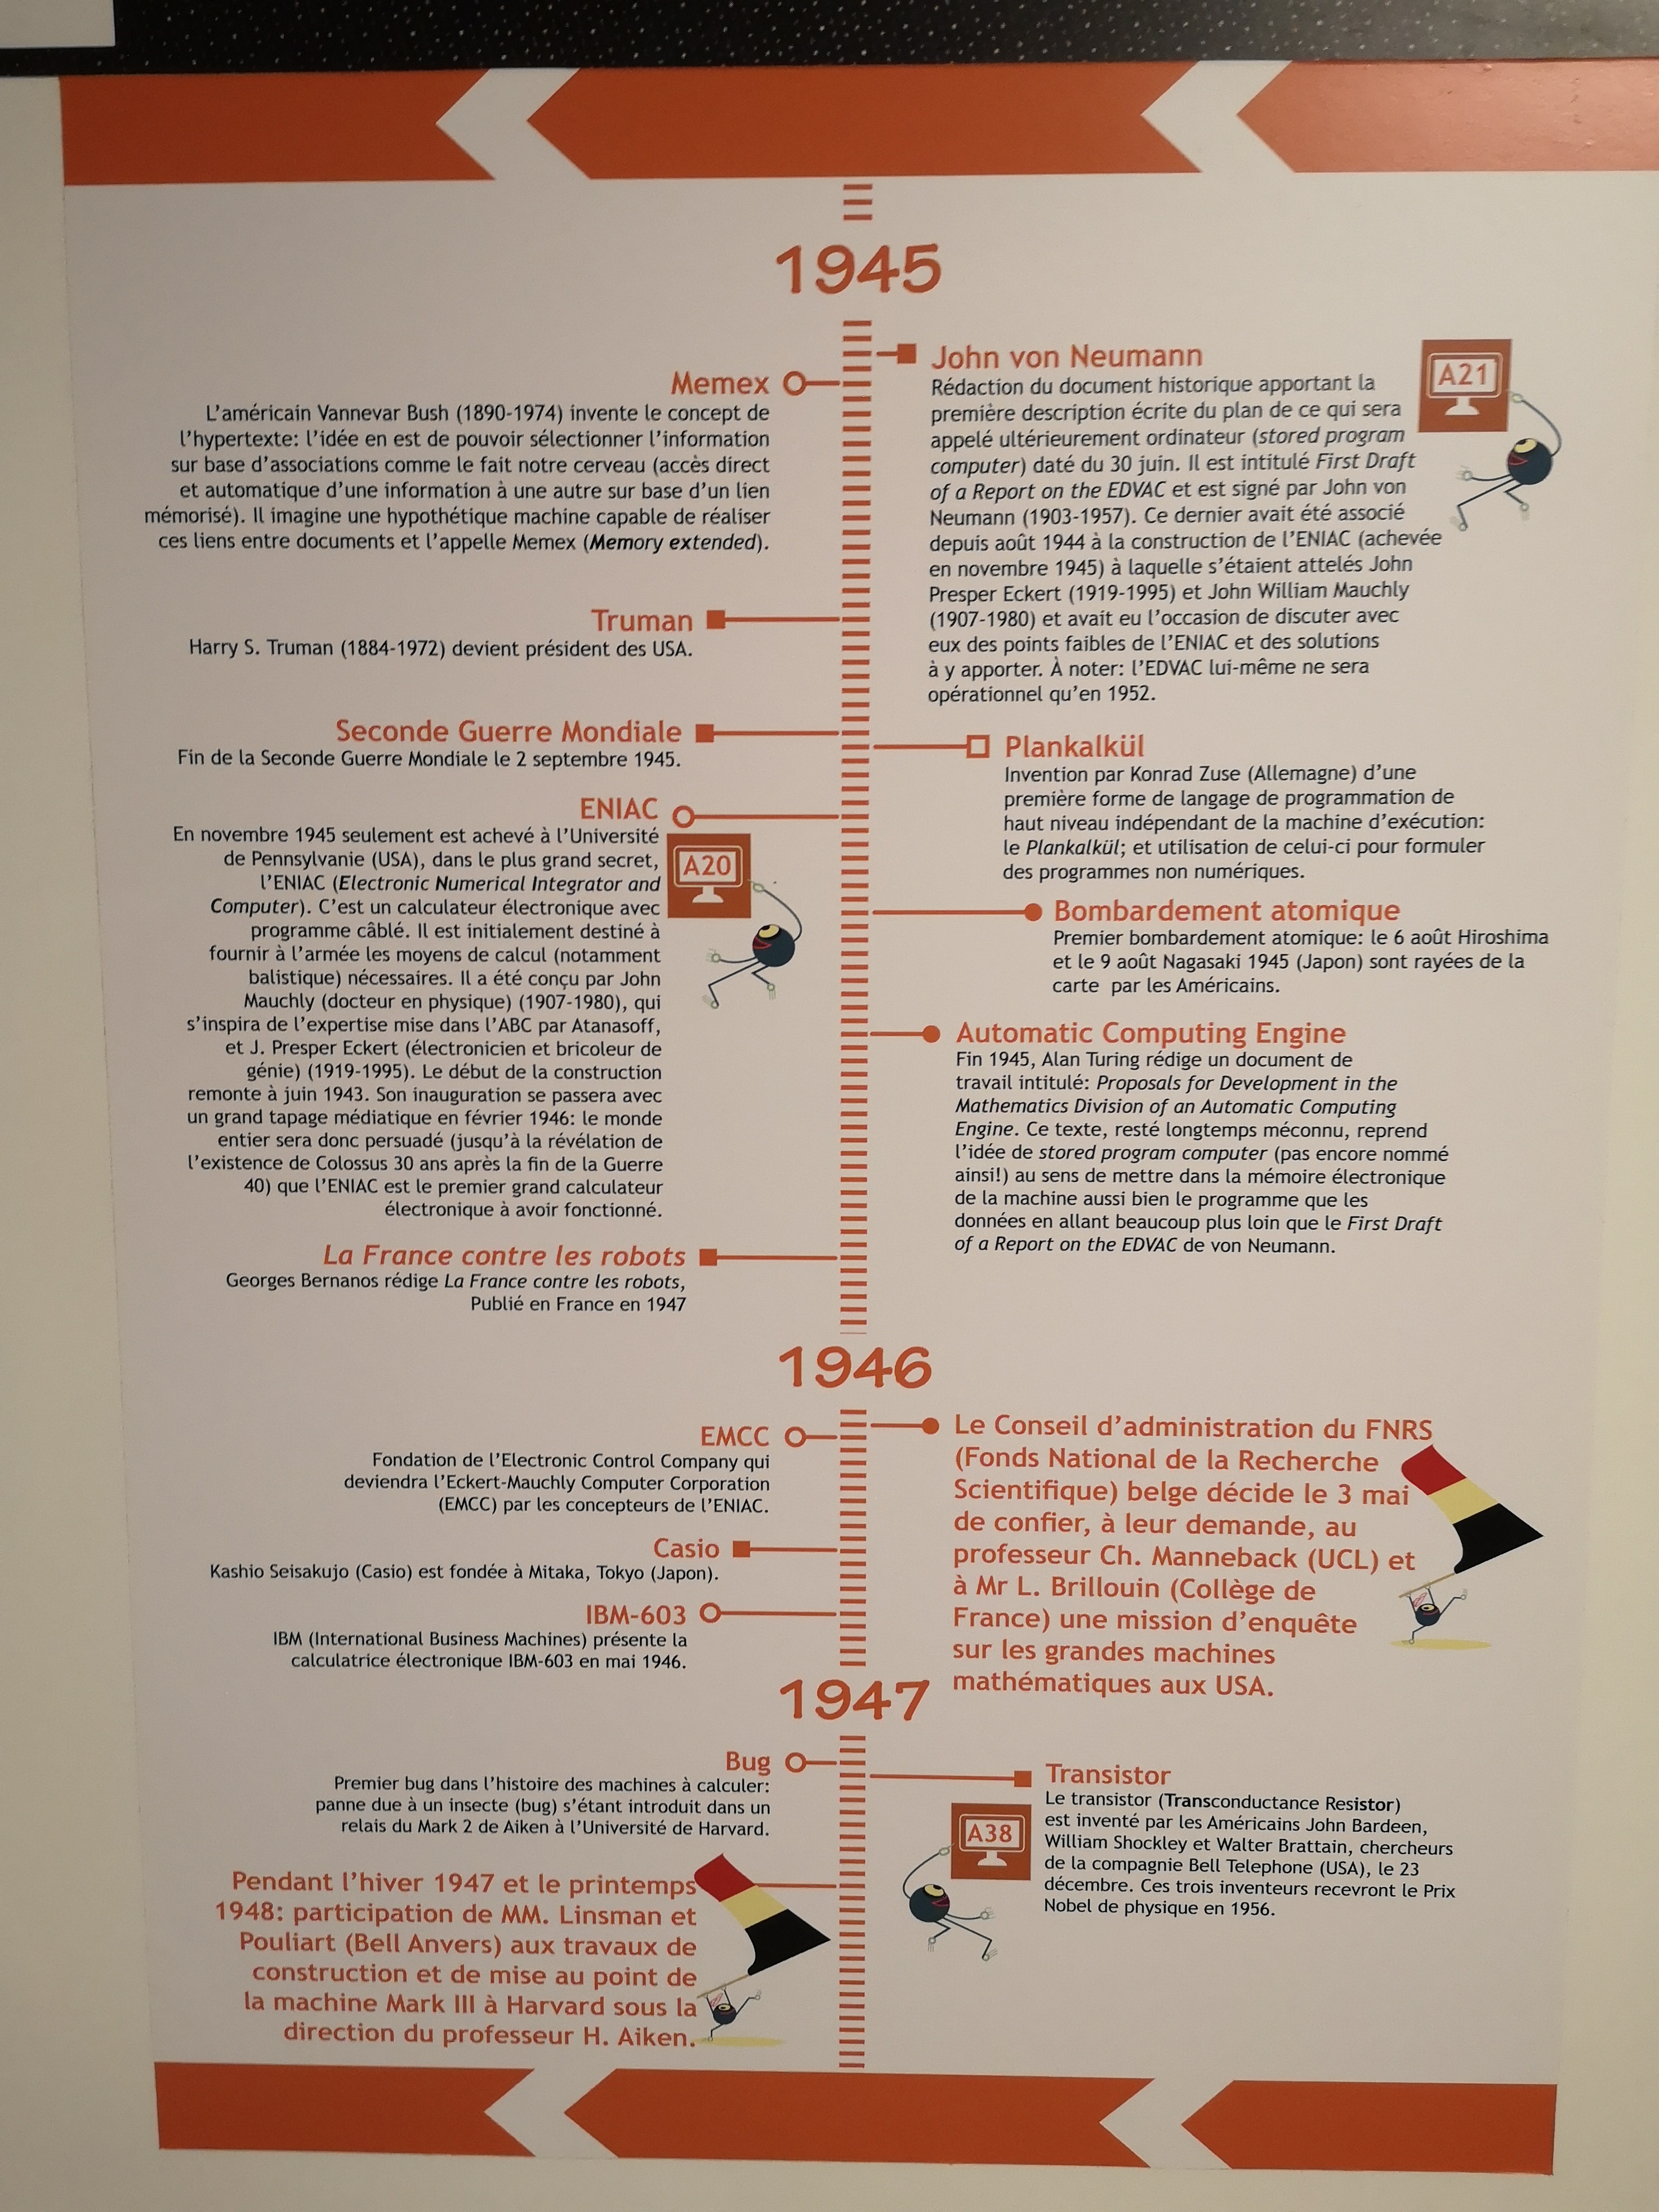 1945
Memex
L'américain Vannevar Bush (1890-1974) invente le concept de
l'hypertexte: l'idée en est de pouvoir sélectionner l'information
sur base d'associations comme le fait notre cerveau (accès direct
et automatique d'une information à une autre sur base d'un lien
mémorisé). Il imagine une hypothétique machine capable de réaliser
ces liens entre documents et l'appelle Memex (Memory extended).
Truman
Harry S. Truman (1884-1972) devient président des USA.
Seconde Guerre Mondiale
Fin de la Seconde Guerre Mondiale le 2 septembre 1945.
ENIAC
A20
En novembre 1945 seulement est achevé à l'Université
de Pennsylvanie (USA), dans le plus grand secret,
l'ENIAC (Electronic Numerical Integrator and
Computer). C'est un calculateur électronique avec
programme câblé. Il est initialement destiné à
fournir à l'armée les moyens de calcul (notamment
balistique) nécessaires. Il a été conçu par John
Mauchly (docteur en physique) (1907-1980), qui
s'inspira de l'expertise mise dans l'ABC par Atanasoff,
et J. Presper Eckert (électronicien et bricoleur de
génie) (1919-1995). Le début de la construction
remonte à juin 1943. Son inauguration se passera avec
un grand tapage médiatique en février 1946: le monde
entier sera donc persuadé (jusqu'à la révélation de
l'existence de Colossus 30 ans après la fin de la Guerre
40) que l'ENIAC est le premier grand calculateur
électronique à avoir fonctionné.
La France contre les robots
Georges Bernanos rédige La France contre les robots,
Publié en France en 1947
John von Neumann
A21
Rédaction du document historique apportant la
première description écrite du plan de ce qui sera
appelé ultérieurement ordinateur (stored program
computer) daté du 30 juin. Il est intitulé First Draft
of a Report on the EDVAC et est signé par John von
Neumann (1903-1957). Ce dernier avait été associé
depuis août 1944 à la construction de l'ENIAC (achevée
en novembre 1945) à laquelle s'étaient attelés John
Presper Eckert (1919-1995) et John William Mauchly
(1907-1980) et avait eu l'occasion de discuter avec
eux des points faibles de l'ENIAC et des solutions
à y apporter. À noter: l'EDVAC lui-même ne sera
opérationnel qu'en 1952.
Plankalkül
Invention par Konrad Zuse (Allemagne) d'une
première forme de langage de programmation de
haut niveau indépendant de la machine d'exécution:
le Plankalkül; et utilisation de celui-ci pour formuler
des programmes non numériques.
Bombardement atomique
Premier bombardement atomique: le 6 août Hiroshima
et le 9 août Nagasaki 1945 (Japon) sont rayées de la
carte par les Américains.
Automatic Computing Engine
Fin 1945, Alan Turing rédige un document de
travail intitulé: Proposals for Development in the
Mathematics Division of an Automatic Computing
Engine. Ce texte, resté longtemps méconnu, reprend
l'idée de stored program computer (pas encore nommé
ainsi!) au sens de mettre dans la mémoire électronique
de la machine aussi bien le programme que les
données en allant beaucoup plus loin que le First Draft
of a Report on the EDVAC de von Neumann.
1946
EMCC
Fondation de l'Electronic Control Company qui
deviendra l'Eckert-Mauchly Computer Corporation
(EMCC) par les concepteurs de l'ENIAC.
Casio
Kashio Seisakujo (Casio) est fondée à Mitaka, Tokyo (Japon).
IBM-603
IBM (International Business Machines) présente la
calculatrice électronique IBM-603 en mai 1946.
Le Conseil d'administration du FNRS
(Fonds National de la Recherche
Scientifique) belge décide le 3 mai
de confier, à leur demande, au
professeur Ch. Manneback (UCL) et
à Mr L. Brillouin (Collège de
France) une mission d'enquête
sur les grandes machines
mathématiques aux USA.
1947
Bug
Premier bug dans l'histoire des machines à calculer:
panne due à un insecte (bug) s'étant introduit dans un
relais du Mark 2 de Aiken à l'Université de Harvard.
Pendant l'hiver 1947 et le printemps
1948: participation de MM. Linsman et
Pouliart (Bell Anvers) aux travaux de
construction et de mise au point de
la machine Mark III à Harvard sous la
direction du professeur H. Aiken.
Transistor
A38
Le transistor (Transconductance Resistor)
est inventé par les Américains John Bardeen,
William Shockley et Walter Brattain, chercheurs
de la compagnie Bell Telephone (USA), le 23
décembre. Ces trois inventeurs recevront le Prix
Nobel de physique en 1956.